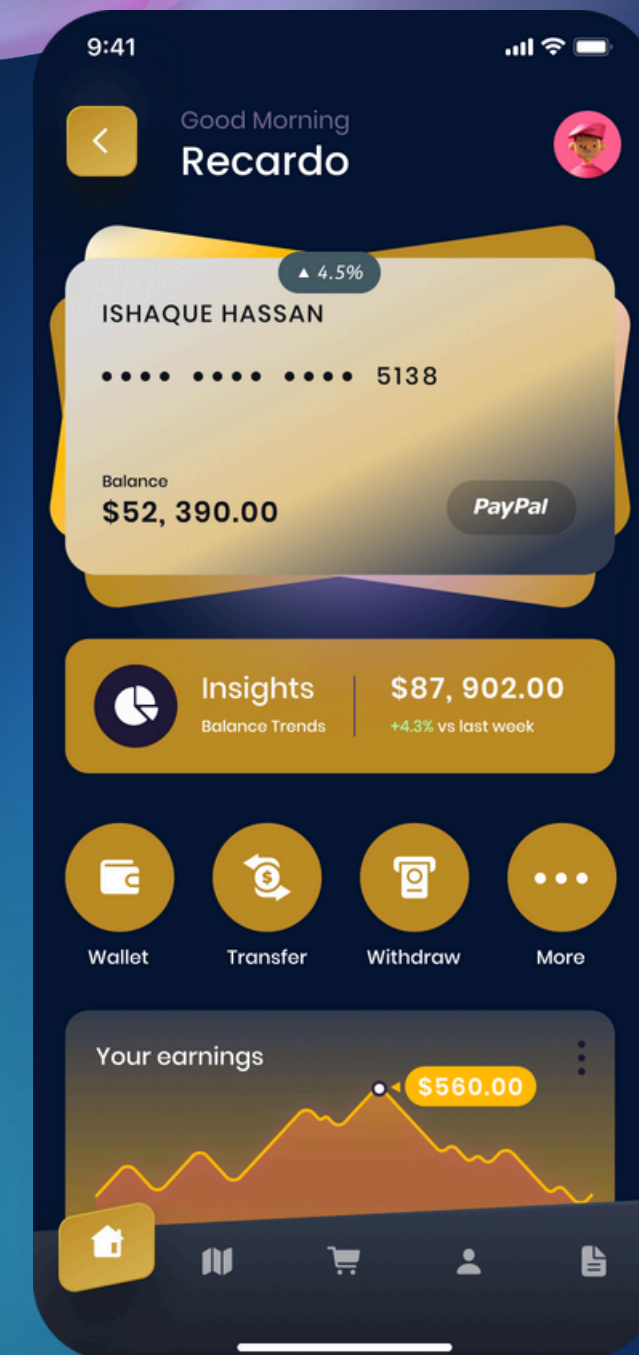 9:41
Good Morning
Recardo
▲ 4.5%
ISHAQUE HASSAN
•••• •••• •••• 5138
Balance
$52, 390.00
PayPal
Insights
Balance Trends
$87, 902.00
+4.3% vs last week
Wallet
Transfer
Withdraw
More
Your earnings
$560.00